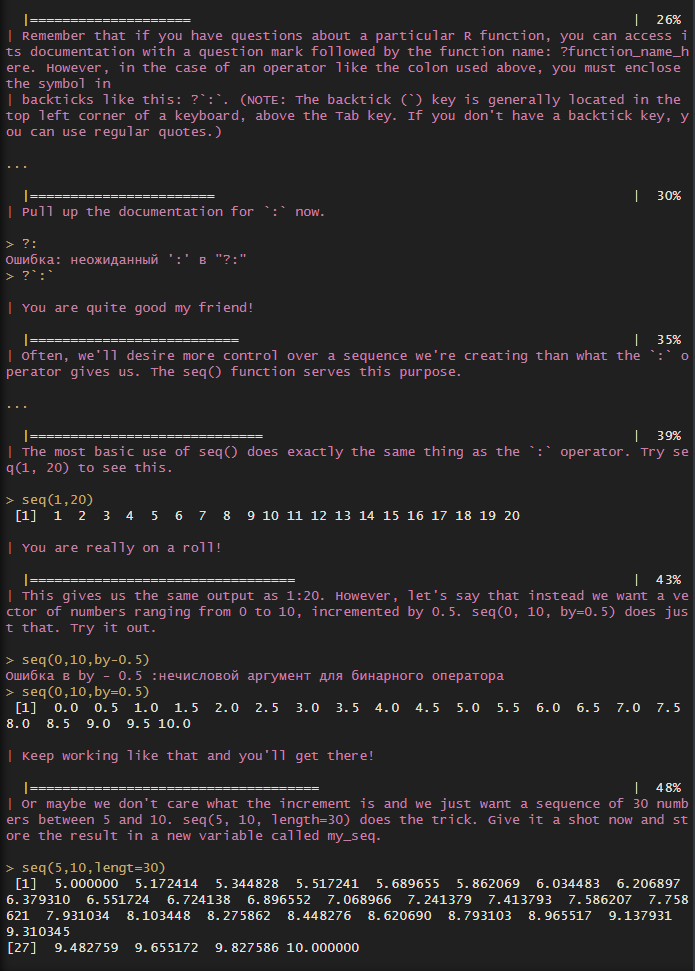 |==================== | 26%
| Remember that if you have questions about a particular R function, you can access i
ts documentation with a question mark followed by the function name: ?function_name_h
ere. However, in the case of an operator like the colon used above, you must enclose
the symbol in
| backticks like this: ?`:`. (NOTE: The backtick (`) key is generally located in the
top left corner of a keyboard, above the Tab key. If you don't have a backtick key, y
ou can use regular quotes.)
...
|======================= | 30%
| Pull up the documentation for `:` now.
> ?:
Ошибка: неожиданный ':' в "?:"
> ?`:`
| You are quite good my friend!
|========================== | 35%
| Often, we'll desire more control over a sequence we're creating than what the `:` o
perator gives us. The seq() function serves this purpose.
...
|============================= | 39%
| The most basic use of seq() does exactly the same thing as the `:` operator. Try se
q(1, 20) to see this.
> seq(1,20)
[1] 1 2 3 4 5 6 7 8 9 10 11 12 13 14 15 16 17 18 19 20
| You are really on a roll!
|================================= | 43%
| This gives us the same output as 1:20. However, let's say that instead we want a ve
ctor of numbers ranging from 0 to 10, incremented by 0.5. seq(0, 10, by=0.5) does jus
t that. Try it out.
> seq(0,10,by-0.5)
Ошибка в by - 0.5 :нечисловой аргумент для бинарного оператора
> seq(0,10,by=0.5)
[1] 0.0 0.5 1.0 1.5 2.0 2.5 3.0 3.5 4.0 4.5 5.0 5.5 6.0 6.5 7.0 7.5
8.0 8.5 9.0 9.5 10.0
| Keep working like that and you'll get there!
|==================================== | 48%
| Or maybe we don't care what the increment is and we just want a sequence of 30 numb
ers between 5 and 10. seq(5, 10, length=30) does the trick. Give it a shot now and st
ore the result in a new variable called my_seq.
> seq(5,10,lengt=30)
[1] 5.000000 5.172414 5.344828 5.517241 5.689655 5.862069 6.034483 6.206897
6.379310 6.551724 6.724138 6.896552 7.068966 7.241379 7.413793 7.586207 7.758
621 7.931034 8.103448 8.275862 8.448276 8.620690 8.793103 8.965517 9.137931
9.310345
[27] 9.482759 9.655172 9.827586 10.000000